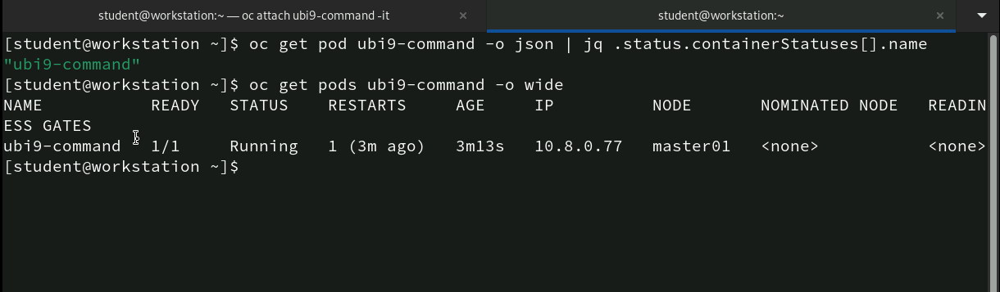 student@workstation:~ — oc attach ubi9-command -it
student@workstation:~
[student@workstation ~]$ oc get pod ubi9-command -o json | jq .status.containerStatuses[].name
"ubi9-command"
[student@workstation ~]$ oc get pods ubi9-command -o wide
NAME           READY   STATUS    RESTARTS     AGE     IP          NODE       NOMINATED NODE   READIN
ESS GATES
ubi9-command   1/1     Running   1 (3m ago)   3m13s   10.8.0.77   master01   <none>           <none>
[student@workstation ~]$